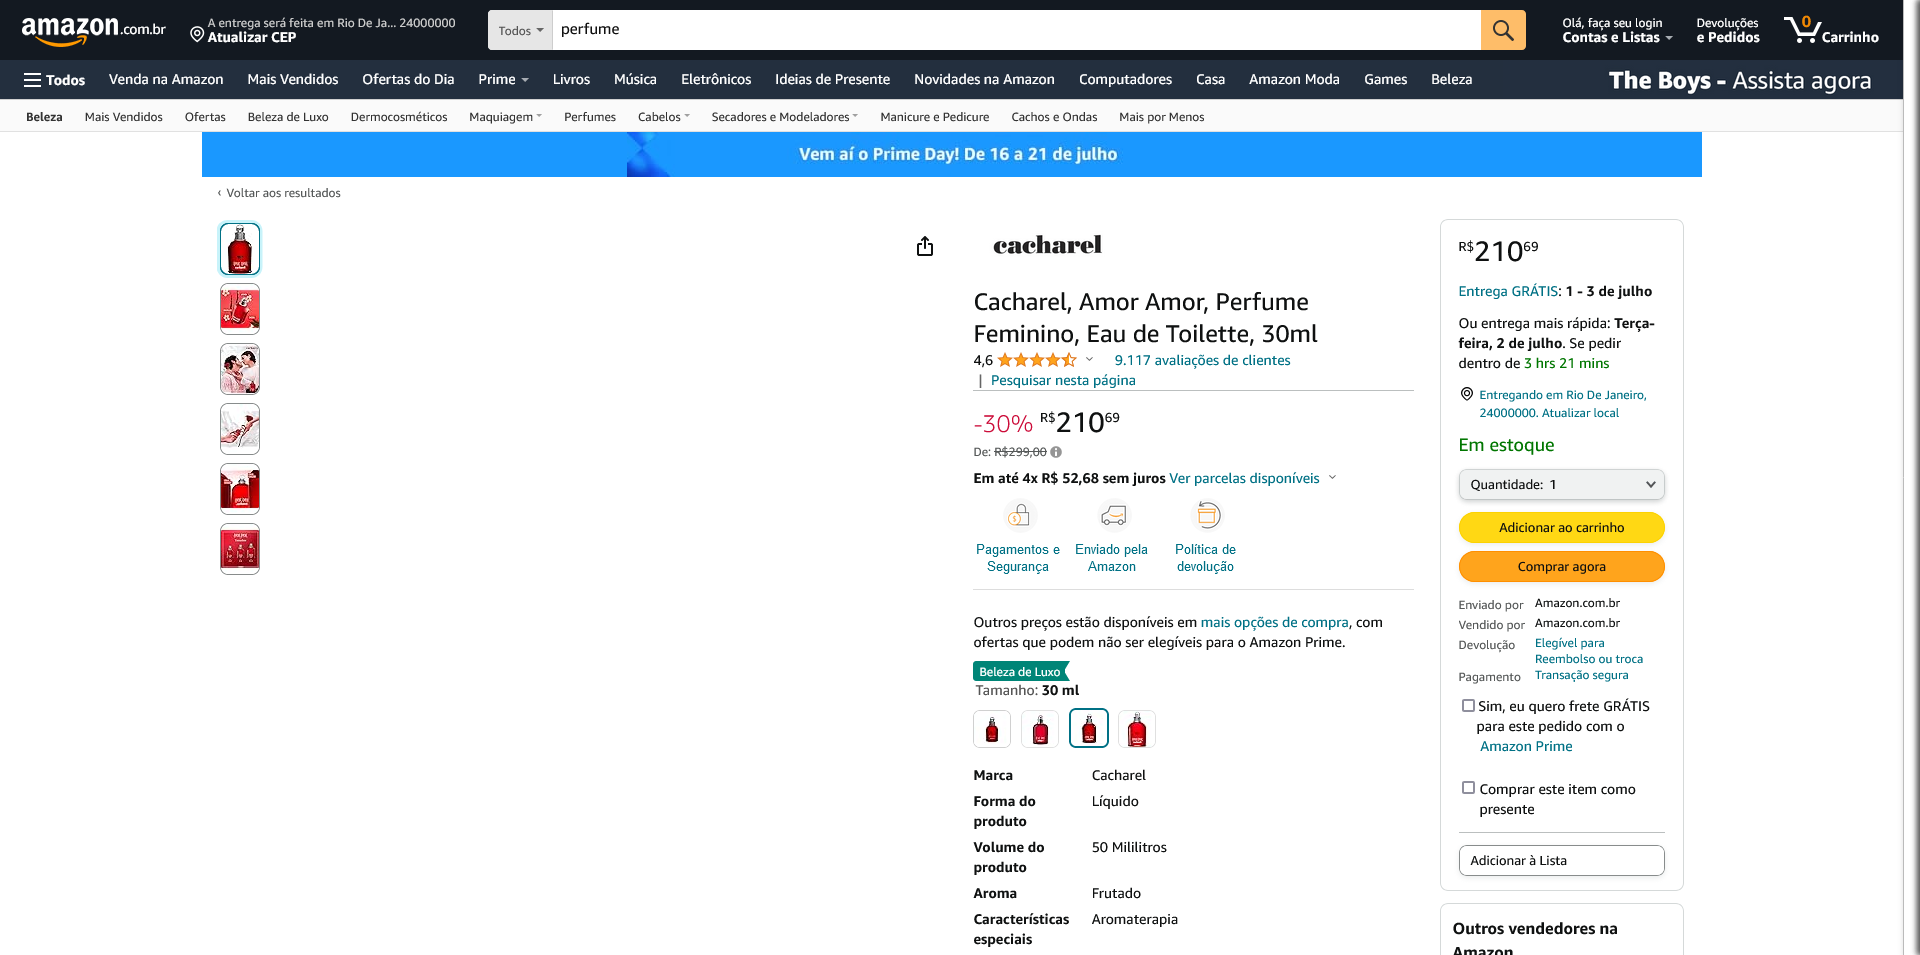 amazon.com.br
A entrega será feita em Rio De Ja... 24000000
Atualizar CEP
Todos
perfume
Olá, faça seu login
Contas e Listas
Devoluções
e Pedidos
0
Carrinho
Todos
Venda na Amazon
Mais Vendidos
Ofertas do Dia
Prime
Livros
Música
Eletrônicos
Ideias de Presente
Novidades na Amazon
Computadores
Casa
Amazon Moda
Games
Beleza
The Boys - Assista agora
Beleza
Mais Vendidos
Ofertas
Beleza de Luxo
Dermocosméticos
Maquiagem
Perfumes
Cabelos
Secadores e Modeladores
Manicure e Pedicure
Cachos e Ondas
Mais por Menos
Vem aí o Prime Day! De 16 a 21 de julho
‹ Voltar aos resultados
cacharel
Cacharel, Amor Amor, Perfume
Feminino, Eau de Toilette, 30ml
4,6
9.117 avaliações de clientes
| Pesquisar nesta página
-30% R$21069
De: R$299,00
Em até 4x R$ 52,68 sem juros Ver parcelas disponíveis
Pagamentos e
Segurança
Enviado pela
Amazon
Política de
devolução
Outros preços estão disponíveis em mais opções de compra, com
ofertas que podem não ser elegíveis para o Amazon Prime.
Beleza de Luxo
Tamanho: 30 ml
Marca Cacharel
Forma do Líquido
produto
Volume do 50 Mililitros
produto
Aroma Frutado
Características Aromaterapia
especiais
R$21069
Entrega GRÁTIS: 1 - 3 de julho
Ou entrega mais rápida: Terça-
feira, 2 de julho. Se pedir
dentro de 3 hrs 21 mins
Entregando em Rio De Janeiro,
24000000. Atualizar local
Em estoque
Quantidade: 1
Adicionar ao carrinho
Comprar agora
Enviado por Amazon.com.br
Vendido por Amazon.com.br
Devolução Elegível para
Reembolso ou troca
Pagamento Transação segura
Sim, eu quero frete GRÁTIS
para este pedido com o
Amazon Prime
Comprar este item como
presente
Adicionar à Lista
Outros vendedores na
Amazon